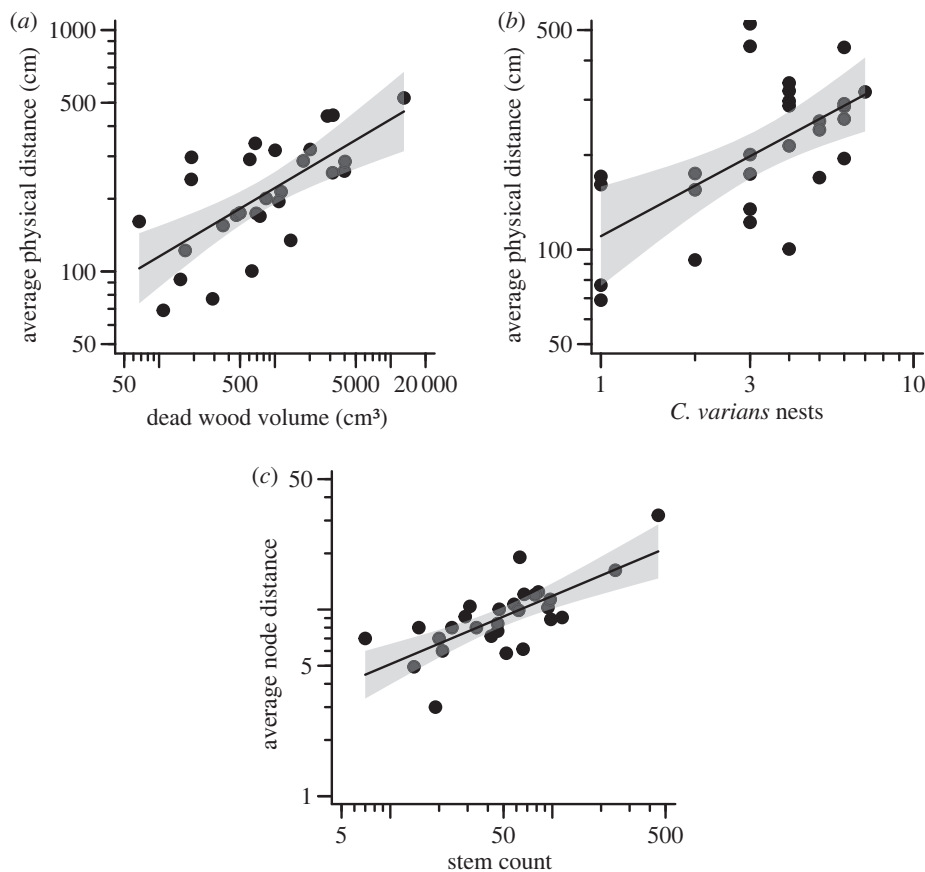 (a)
1000
500
100
50
average physical distance (cm)
50 500 5000 20 000
dead wood volume (cm³)
(b)
500
100
50
average physical distance (cm)
1 3 10
C. varians nests
(c)
50
5
1
average node distance
5 50 500
stem count